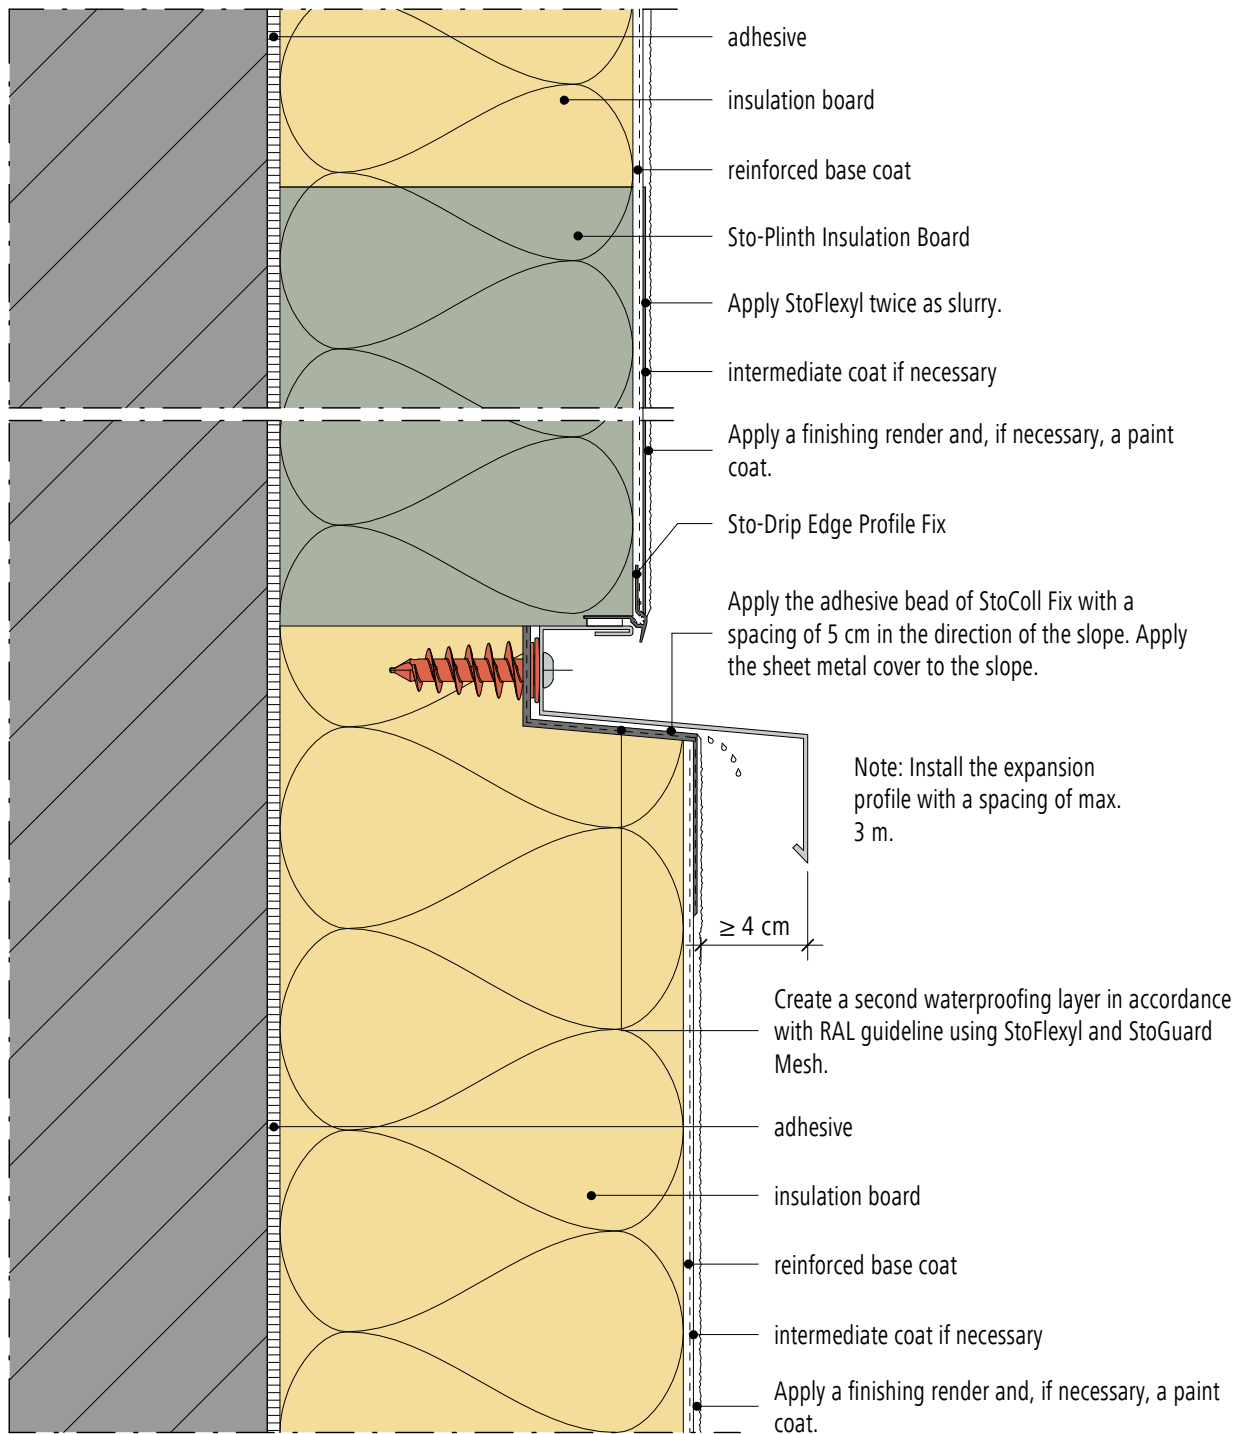 adhesive
insulation board
reinforced base coat
Sto-Plinth Insulation Board
Apply StoFlexyl twice as slurry.
intermediate coat if necessary
Apply a finishing render and, if necessary, a paint
coat.
Sto-Drip Edge Profile Fix
Apply the adhesive bead of StoColl Fix with a
spacing of 5 cm in the direction of the slope. Apply
the sheet metal cover to the slope.
Note: Install the expansion
profile with a spacing of max.
3 m.
≥ 4 cm
Create a second waterproofing layer in accordance
with RAL guideline using StoFlexyl and StoGuard
Mesh.
adhesive
insulation board
reinforced base coat
intermediate coat if necessary
Apply a finishing render and, if necessary, a paint
coat.